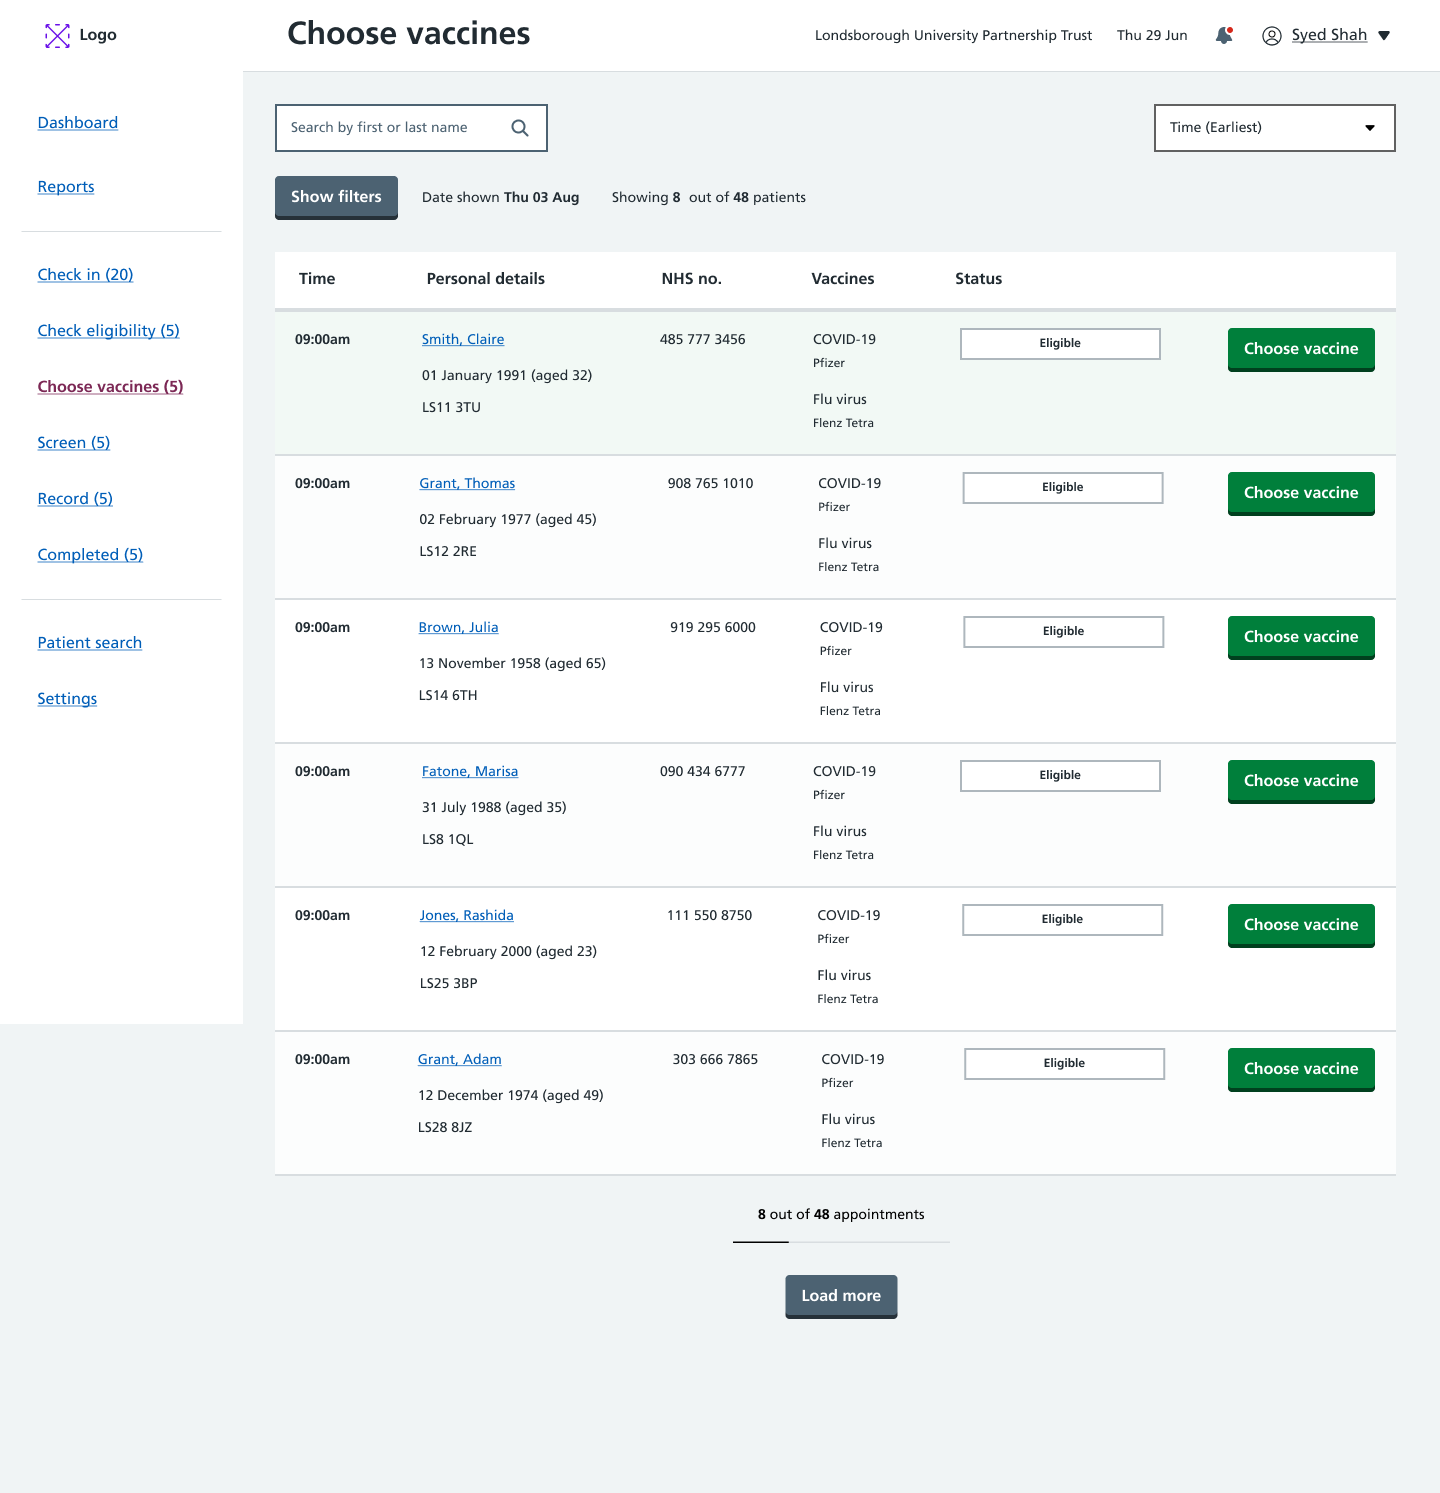 Logo
Choose vaccines
Londsborough University Partnership Trust Thu 29 Jun Syed Shah
Dashboard
Reports
Check in (20)
Check eligibility (5)
Choose vaccines (5)
Screen (5)
Record (5)
Completed (5)
Patient search
Settings
Search by first or last name
Time (Earliest)
Show filters Date shown Thu 03 Aug Showing 8 out of 48 patients
Time Personal details NHS no. Vaccines Status
09:00am Smith, Claire 485 777 3456 COVID-19 Eligible Choose vaccine
Pfizer
01 January 1991 (aged 32)
Flu virus
LS11 3TU
Flenz Tetra
09:00am Grant, Thomas 908 765 1010 COVID-19 Eligible Choose vaccine
Pfizer
02 February 1977 (aged 45)
Flu virus
LS12 2RE
Flenz Tetra
09:00am Brown, Julia 919 295 6000 COVID-19 Eligible Choose vaccine
Pfizer
13 November 1958 (aged 65)
Flu virus
LS14 6TH
Flenz Tetra
09:00am Fatone, Marisa 090 434 6777 COVID-19 Eligible Choose vaccine
Pfizer
31 July 1988 (aged 35)
Flu virus
LS8 1QL
Flenz Tetra
09:00am Jones, Rashida 111 550 8750 COVID-19 Eligible Choose vaccine
Pfizer
12 February 2000 (aged 23)
Flu virus
LS25 3BP
Flenz Tetra
09:00am Grant, Adam 303 666 7865 COVID-19 Eligible Choose vaccine
Pfizer
12 December 1974 (aged 49)
Flu virus
LS28 8JZ
Flenz Tetra
8 out of 48 appointments
Load more